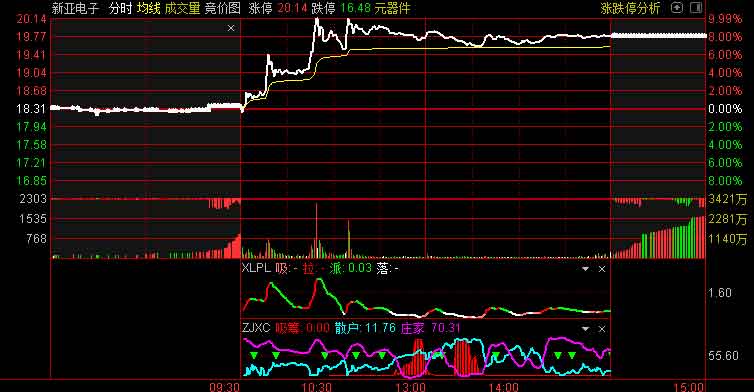 新亚电子 分时 均线 成交量 竞价图 涨停 20.14 跌停 16.48 元器件 涨跌停分析
20.14 9.99%
19.77 8.00%
19.41 6.00%
19.04 4.00%
18.68 2.00%
18.31 0.00%
17.94 2.00%
17.58 4.00%
17.21 6.00%
16.85 8.00%
2303 3421万
1535 2281万
768 1140万
XLPL 吸:- 拉:- 派:0.03 落:-
1.60
ZJXC 吸筹:0.00 散户:11.76 庄家 70.31
55.60
09:30 10:30 13:00 14:00 15:00